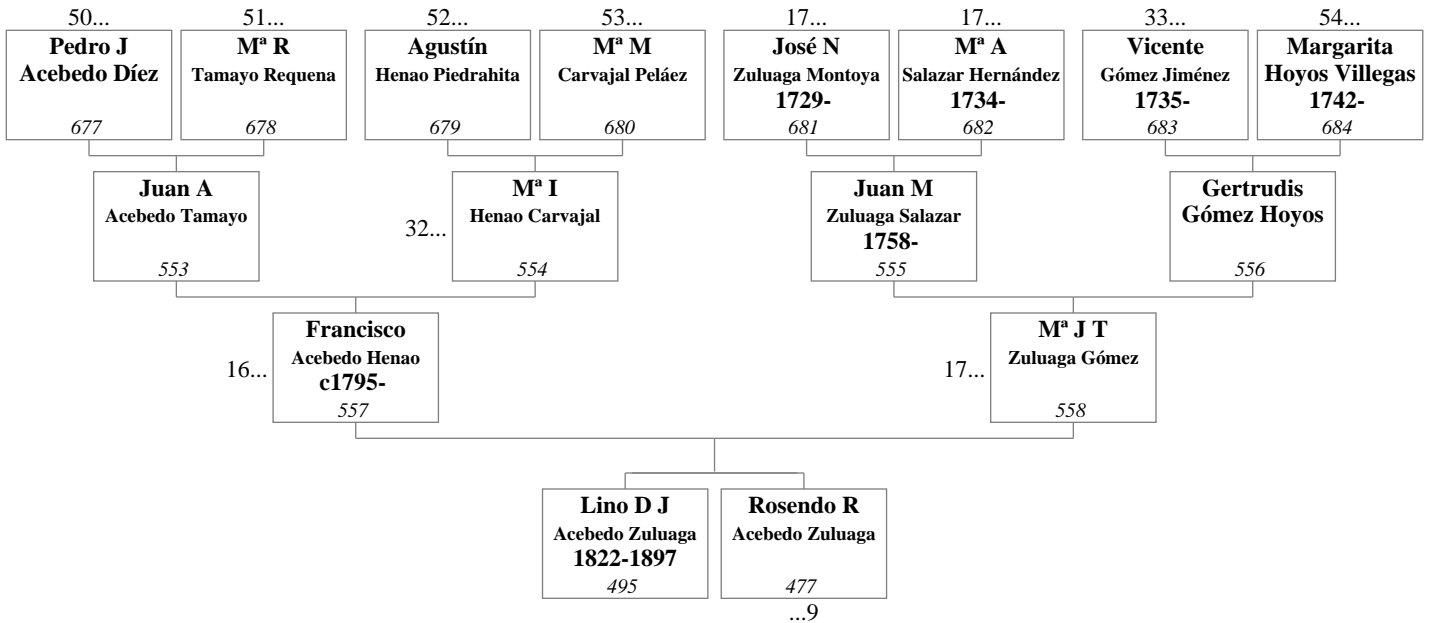 50...
51...
52...
53...
17...
17...
33...
54...
Pedro J
Acebedo Díez
677
Mª R
Tamayo Requena
678
Agustín
Henao Piedrahita
679
Mª M
Carvajal Peláez
680
José N
Zuluaga Montoya
1729-
681
Mª A
Salazar Hernández
1734-
682
Vicente
Gómez Jiménez
1735-
683
Margarita
Hoyos Villegas
1742-
684
Juan A
Acebedo Tamayo
553
32...
Mª I
Henao Carvajal
554
Juan M
Zuluaga Salazar
1758-
555
Gertrudis
Gómez Hoyos
556
16...
Francisco
Acebedo Henao
c1795-
557
17...
Mª J T
Zuluaga Gómez
558
Lino D J
Acebedo Zuluaga
1822-1897
495
Rosendo R
Acebedo Zuluaga
477
...9